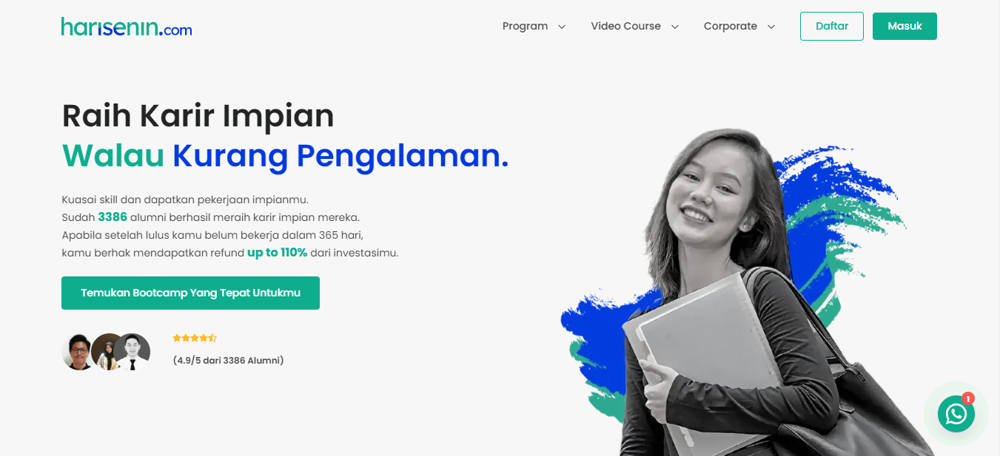 harisenin.com
Program
Video Course
Corporate
Daftar
Masuk
Raih Karir Impian
Walau Kurang Pengalaman.
Kuasai skill dan dapatkan pekerjaan impianmu.
Sudah 3386 alumni berhasil meraih karir impian mereka.
Apabila setelah lulus kamu belum bekerja dalam 365 hari,
kamu berhak mendapatkan refund up to 110% dari investasimu.
Temukan Bootcamp Yang Tepat Untukmu
(4.9/5 dari 3386 Alumni)
1